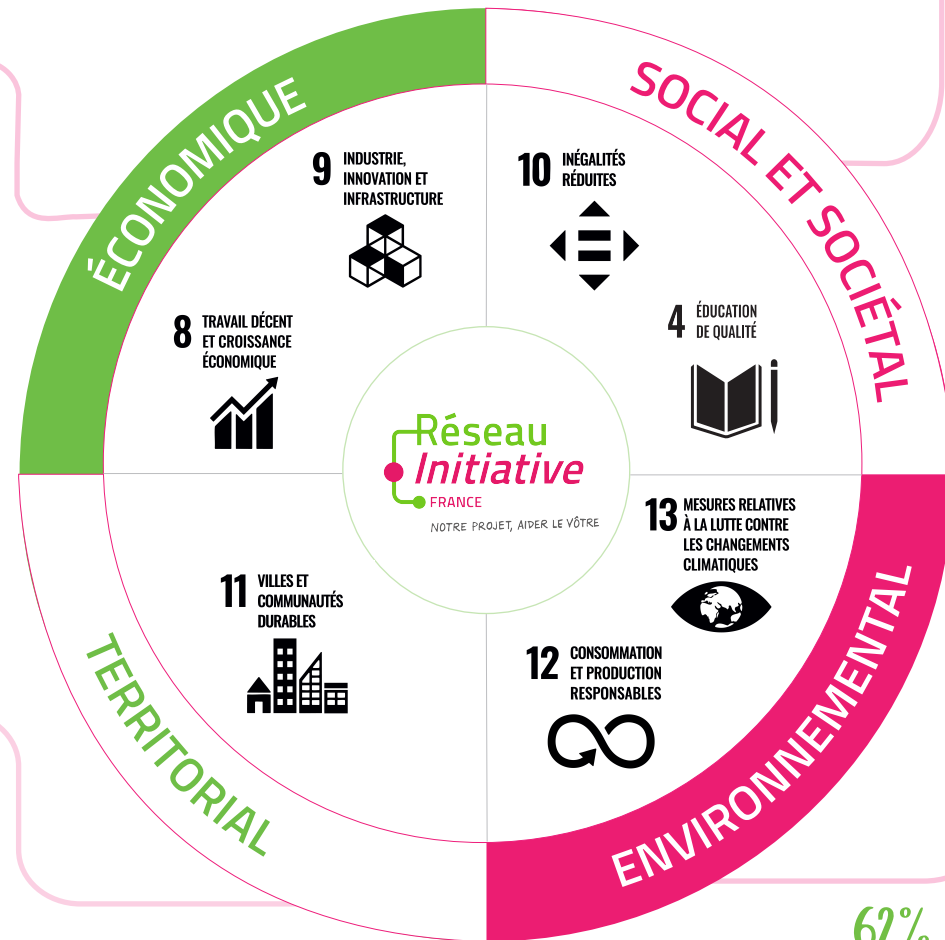 ÉCONOMIQUE
9 INDUSTRIE,
INNOVATION ET
INFRASTRUCTURE
8 TRAVAIL DÉCENT
ET CROISSANCE
ÉCONOMIQUE
SOCIAL ET SOCIÉTAL
10 INÉGALITÉS
RÉDUITES
4 ÉDUCATION
DE QUALITÉ
Réseau
Initiative
FRANCE
NOTRE PROJET, AIDER LE VÔTRE
TERRITORIAL
11 VILLES ET
COMMUNAUTÉS
DURABLES
ENVIRONNEMENTAL
13 MESURES RELATIVES
À LA LUTTE CONTRE
LES CHANGEMENTS
CLIMATIQUES
12 CONSOMMATION
ET PRODUCTION
RESPONSABLES
62%